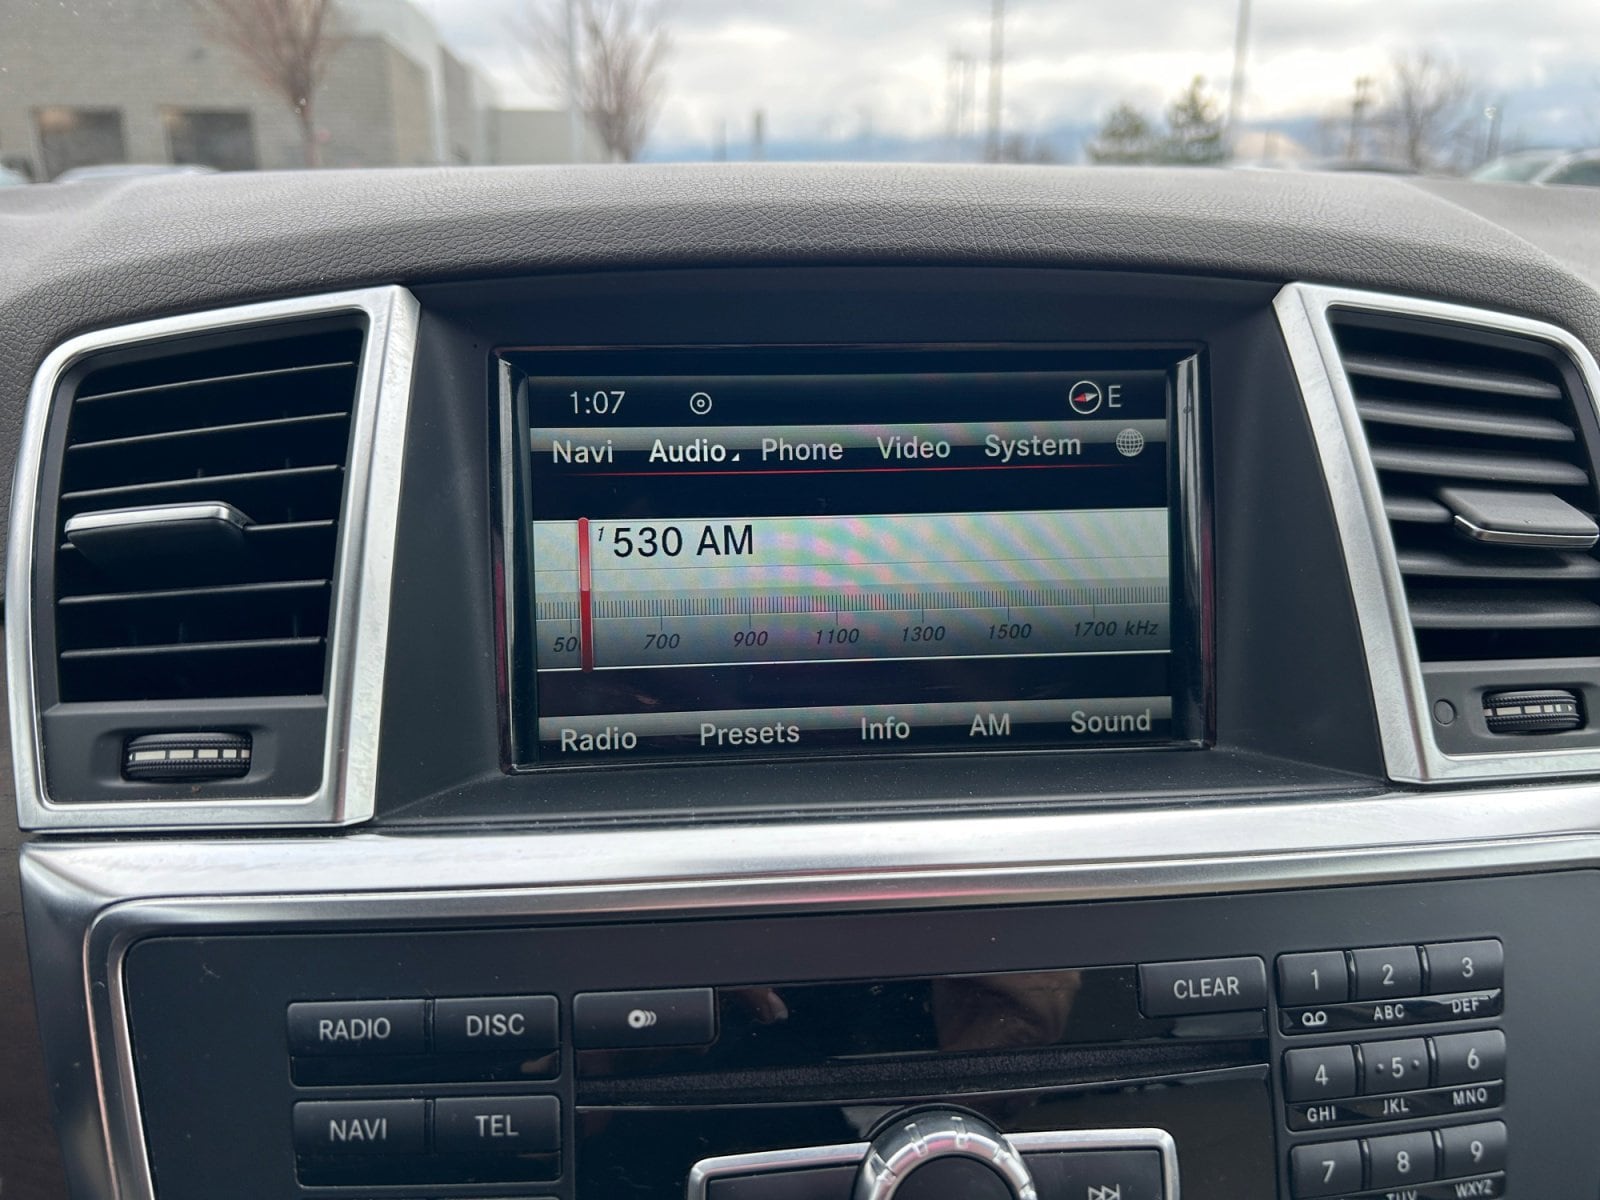 1:07 E
Navi Audio Phone Video System
1 530 AM
500 700 900 1100 1300 1500 1700 kHz
Radio Presets Info AM Sound
CLEAR
1 2 3
ABC DEF
RADIO DISC
4 5 6
GHI JKL MNO
NAVI TEL
7 8 9
TUV WXYZ